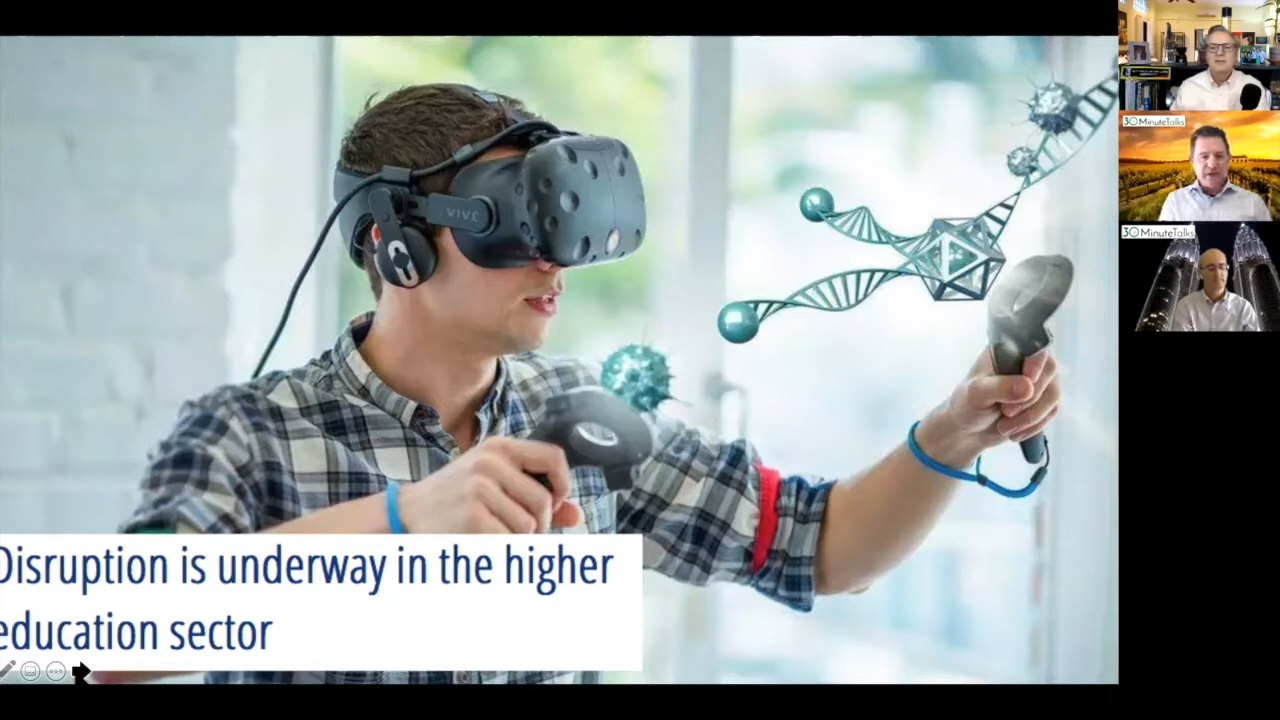 Disruption is underway in the higher
education sector
VIVE
30MinuteTalks
30MinuteTalks